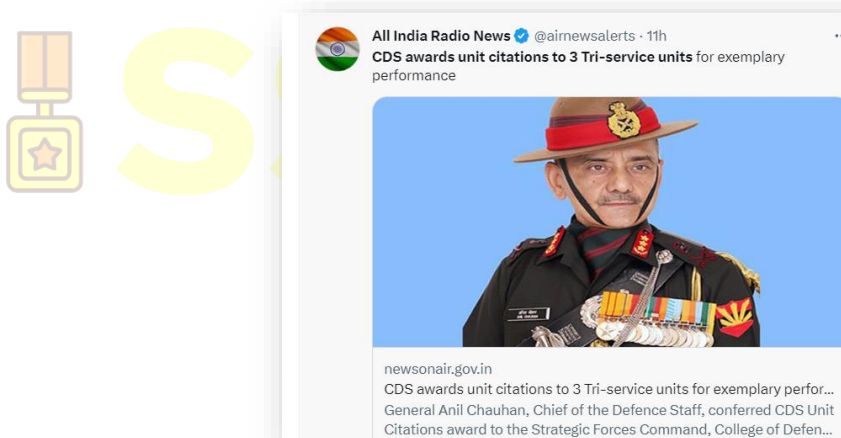 SS
All India Radio News @airnewsalerts · 11h
CDS awards unit citations to 3 Tri-service units for exemplary
performance
newsonair.gov.in
CDS awards unit citations to 3 Tri-service units for exemplary perfor...
General Anil Chauhan, Chief of the Defence Staff, conferred CDS Unit
Citations award to the Strategic Forces Command, College of Defen...